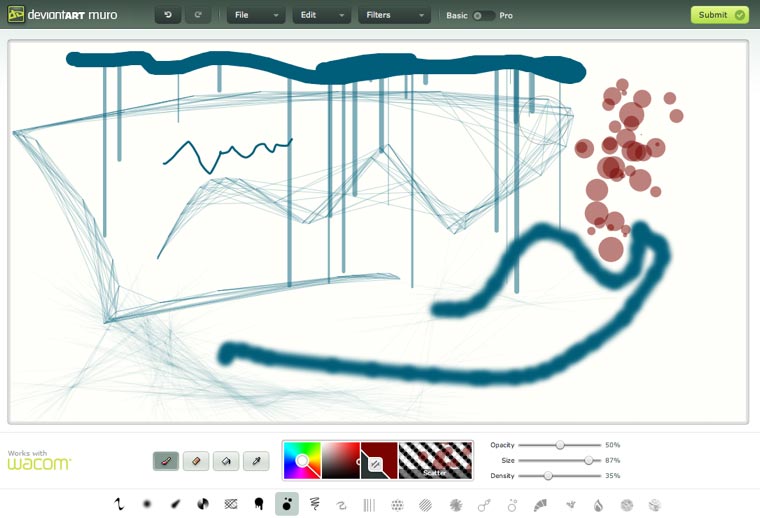 deviantART muro File Edit Filters Basic Pro Submit
Works with
wacom
Scatter
Opacity 50%
Size 87%
Density 35%